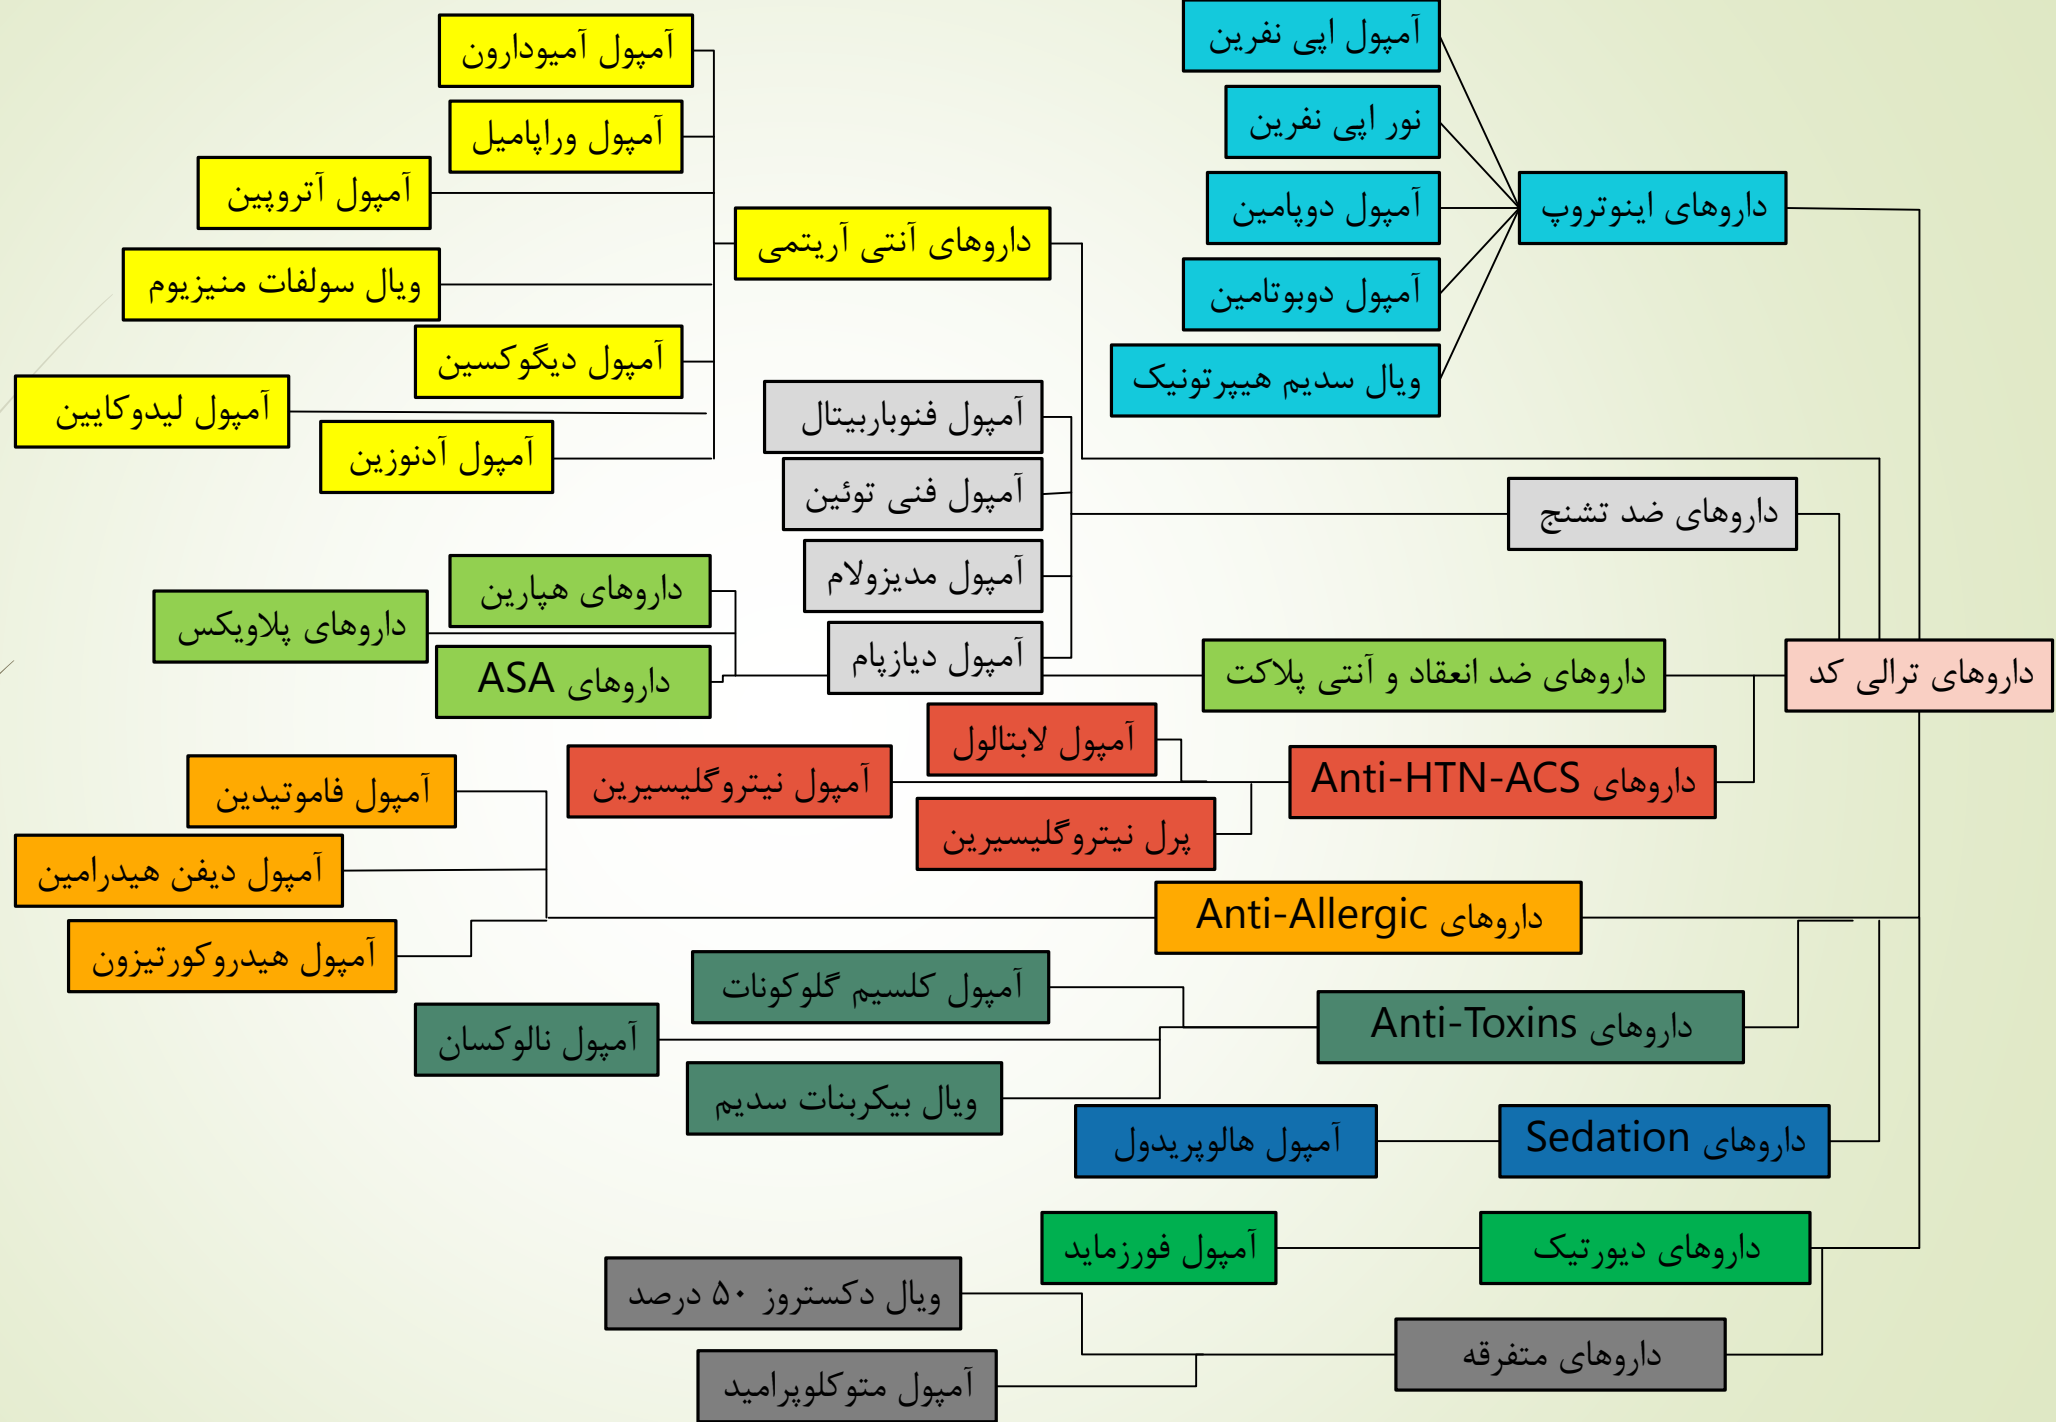 داروهای ترالی کد
داروهای اینوتروپ
آمپول اپی نفرین
نور اپی نفرین
آمپول دوپامین
آمپول دوبوتامین
ویال سدیم هیپرتونیک
داروهای آنتی آریتمی
آمپول آمیودارون
آمپول وراپامیل
آمپول آتروپین
ویال سولفات منیزیوم
آمپول دیگوکسین
آمپول لیدوکایین
آمپول آدنوزین
داروهای ضد تشنج
آمپول فنوباربیتال
آمپول فنی توئین
آمپول مدیزولام
آمپول دیازپام
داروهای ضد انعقاد و آنتی پلاکت
داروهای هپارین
داروهای پلاویکس
داروهای ASA
داروهای Anti-HTN-ACS
آمپول لابتالول
آمپول نیتروگلیسیرین
پرل نیتروگلیسیرین
داروهای Anti-Allergic
آمپول فاموتیدین
آمپول دیفن هیدرامین
آمپول هیدروکورتیزون
داروهای Anti-Toxins
آمپول کلسیم گلوکونات
آمپول نالوکسان
ویال بیکربنات سدیم
داروهای Sedation
آمپول هالوپریدول
داروهای دیورتیک
آمپول فورزماید
داروهای متفرقه
ویال دکستروز ۵۰ درصد
آمپول متوکلوپرامید